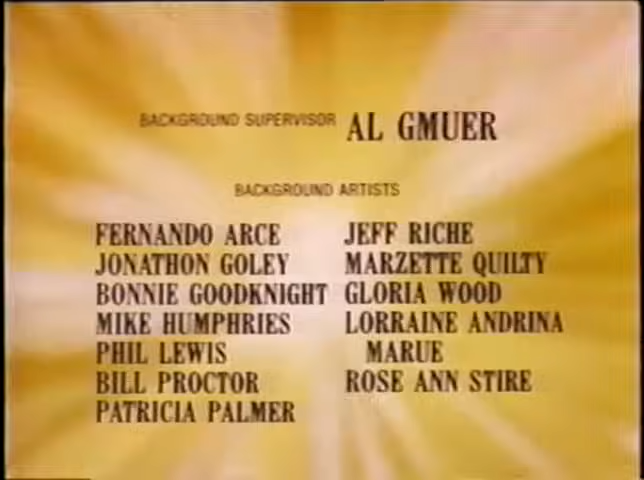 BACKGROUND SUPERVISOR AL GMUER
BACKGROUND ARTISTS
FERNANDO ARCE
JONATHON GOLEY
BONNIE GOODKNIGHT
MIKE HUMPHRIES
PHIL LEWIS
BILL PROCTOR
PATRICIA PALMER
JEFF RICHE
MARZETTE QUILTY
GLORIA WOOD
LORRAINE ANDRINA
MARUE
ROSE ANN STIRE